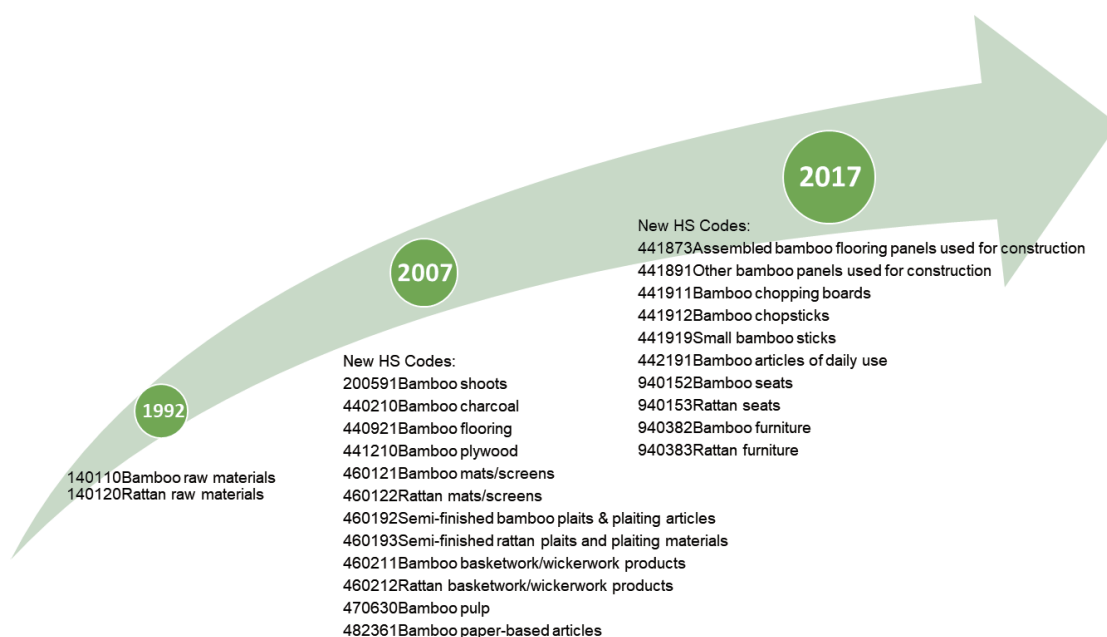 1992
140110Bamboo raw materials
140120Rattan raw materials
2007
New HS Codes:
200591Bamboo shoots
440210Bamboo charcoal
440921Bamboo flooring
441210Bamboo plywood
460121Bamboo mats/screens
460122Rattan mats/screens
460192Semi-finished bamboo plaits & plaiting articles
460193Semi-finished rattan plaits and plaiting materials
460211Bamboo basketwork/wickerwork products
460212Rattan basketwork/wickerwork products
470630Bamboo pulp
482361Bamboo paper-based articles
2017
New HS Codes:
441873Assembled bamboo flooring panels used for construction
441891Other bamboo panels used for construction
441911Bamboo chopping boards
441912Bamboo chopsticks
441919Small bamboo sticks
442191Bamboo articles of daily use
940152Bamboo seats
940153Rattan seats
940382Bamboo furniture
940383Rattan furniture